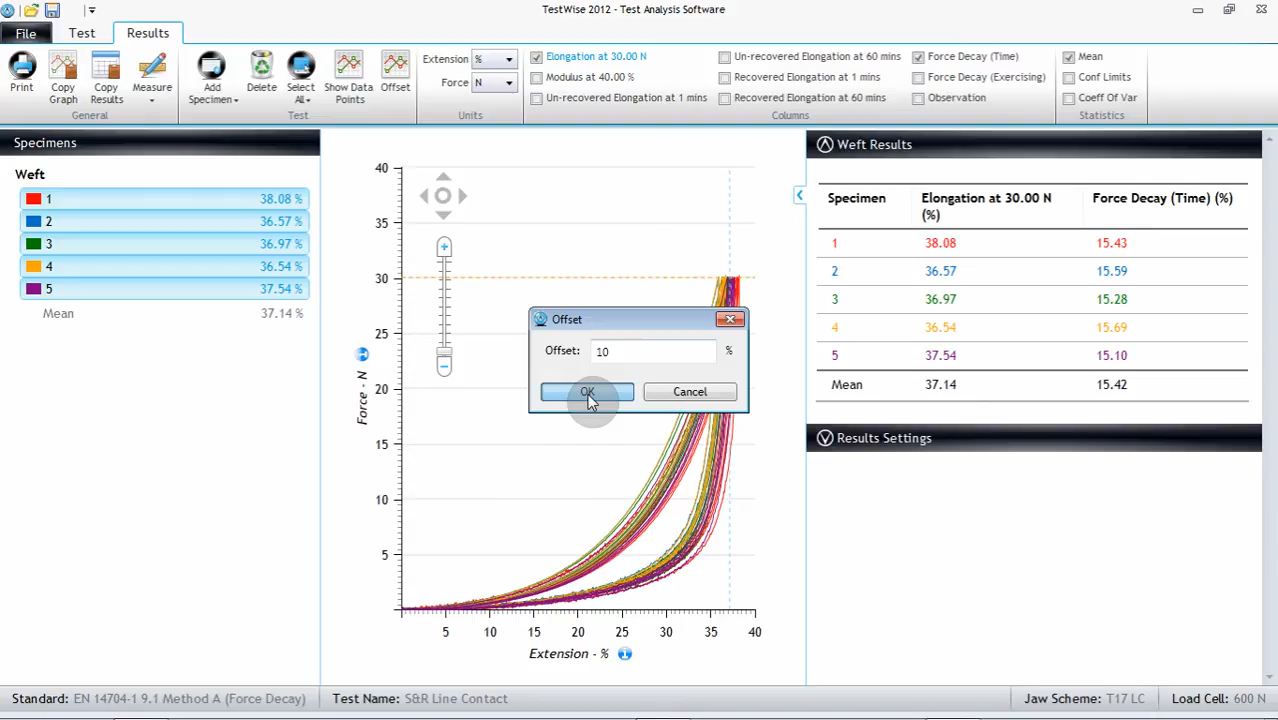 TestWise 2012 - Test Analysis Software
File Test Results
Print
Copy Graph
Copy Results
Measure
General
Add Specimen
Delete
Select All
Show Data Points
Offset
Test
Extension %
Force N
Units
Elongation at 30.00 N
Modulus at 40.00 %
Un-recovered Elongation at 1 mins
Un-recovered Elongation at 60 mins
Recovered Elongation at 1 mins
Recovered Elongation at 60 mins
Force Decay (Time)
Force Decay (Exercising)
Observation
Columns
Mean
Conf Limits
Coeff Of Var
Statistics
Specimens
Weft
1 38.08 %
2 36.57 %
3 36.97 %
4 36.54 %
5 37.54 %
Mean 37.14 %
40
35
30
25
20
15
10
5
Force - N
5 10 15 20 25 30 35 40
Extension - %
Offset
Offset: 10 %
OK Cancel
Weft Results
Specimen Elongation at 30.00 N (%) Force Decay (Time) (%)
1 38.08 15.43
2 36.57 15.59
3 36.97 15.28
4 36.54 15.69
5 37.54 15.10
Mean 37.14 15.42
Results Settings
Standard: EN 14704-1 9.1 Method A (Force Decay) Test Name: S&R Line Contact Jaw Scheme: T17 LC Load Cell: 600 N